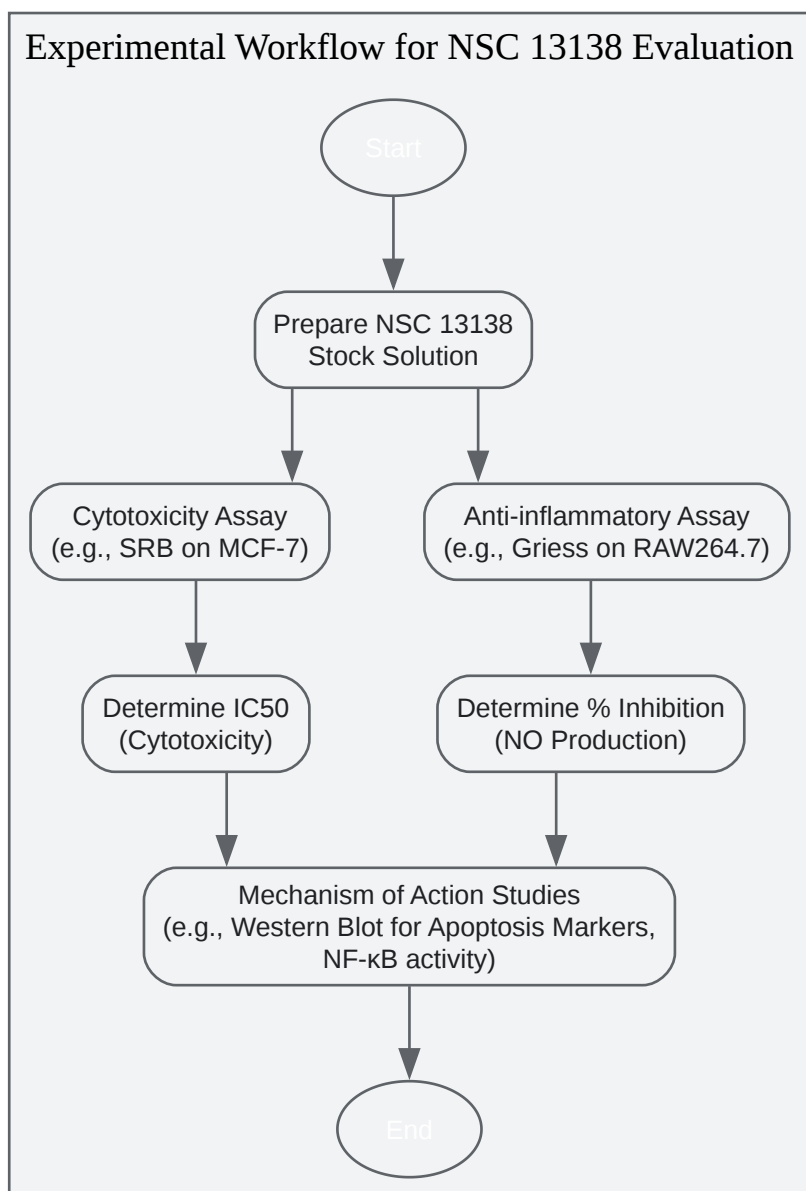 Experimental Workflow for NSC 13138 Evaluation
Start
Prepare NSC 13138
Stock Solution
Cytotoxicity Assay
(e.g., SRB on MCF-7)
Anti-inflammatory Assay
(e.g., Griess on RAW264.7)
Determine IC50
(Cytotoxicity)
Determine % Inhibition
(NO Production)
Mechanism of Action Studies
(e.g., Western Blot for Apoptosis Markers,
NF-κB activity)
End